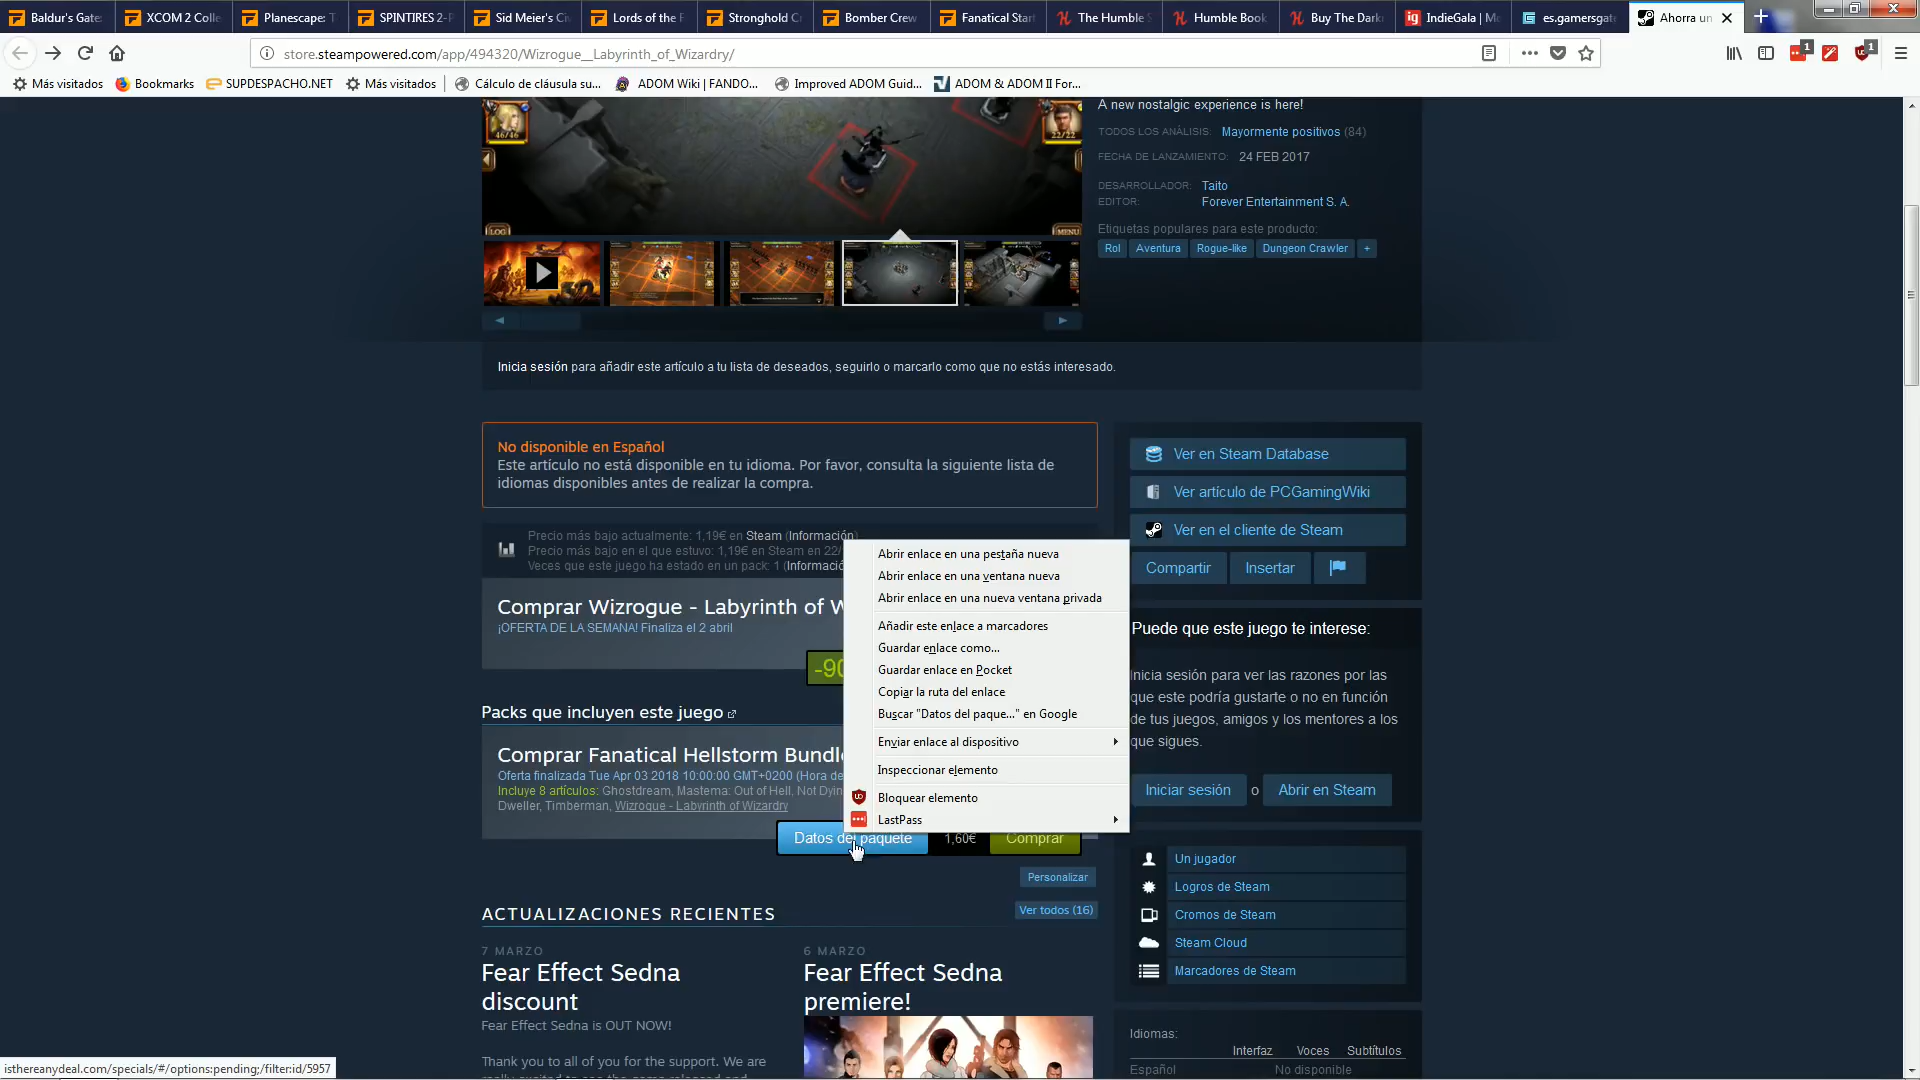 Baldur's Gate:
XCOM 2 Colle
Planescape: T
SPINTIRES 2-P
Sid Meier's Ci
Lords of the R
Stronghold C
Bomber Crew
Fanatical Start
The Humble S
Humble Book
Buy The Dark
IndieGala | M
es.gamersgate
Ahorra un
store.steampowered.com/app/494320/Wizrogue__Labyrinth_of_Wizardry/
Más visitados
Bookmarks
SUPDESPACHO.NET
Más visitados
Cálculo de cláusula su...
ADOM Wiki | FANDO...
Improved ADOM Guid...
ADOM & ADOM II For...
46/46
22/22
LOG
MENU
A new nostalgic experience is here!
TODOS LOS ANÁLISIS: Mayormente positivos (84)
FECHA DE LANZAMIENTO: 24 FEB 2017
DESARROLLADOR: Taito
EDITOR: Forever Entertainment S. A.
Etiquetas populares para este producto:
Rol Aventura Rogue-like Dungeon Crawler +
Inicia sesión para añadir este artículo a tu lista de deseados, seguirlo o marcarlo como que no estás interesado.
No disponible en Español
Este artículo no está disponible en tu idioma. Por favor, consulta la siguiente lista de
idiomas disponibles antes de realizar la compra.
Precio más bajo actualmente: 1,19€ en Steam (Información)
Precio más bajo en el que estuvo: 1,19€ en Steam en 22/
Veces que este juego ha estado en un pack: 1 (Informació
Comprar Wizrogue - Labyrinth of W
¡OFERTA DE LA SEMANA! Finaliza el 2 abril
-90
Packs que incluyen este juego
Comprar Fanatical Hellstorm Bundle
Oferta finalizada Tue Apr 03 2018 10:00:00 GMT+0200 (Hora de
Incluye 8 artículos: Ghostdream, Mastema: Out of Hell, Not Dyin
Dweller, Timberman, Wizrogue - Labyrinth of Wizardry
Datos del paquete
1,60€
Comprar
Personalizar
Abrir enlace en una pestaña nueva
Abrir enlace en una ventana nueva
Abrir enlace en una nueva ventana privada
Añadir este enlace a marcadores
Guardar enlace como...
Guardar enlace en Pocket
Copiar la ruta del enlace
Buscar "Datos del paque..." en Google
Enviar enlace al dispositivo
Inspeccionar elemento
Bloquear elemento
LastPass
ACTUALIZACIONES RECIENTES
Ver todos (16)
7 MARZO
Fear Effect Sedna
discount
Fear Effect Sedna is OUT NOW!
Thank you to all of you for the support. We are
6 MARZO
Fear Effect Sedna
premiere!
Ver en Steam Database
Ver artículo de PCGamingWiki
Ver en el cliente de Steam
Compartir
Insertar
Puede que este juego te interese:
Inicia sesión para ver las razones por las
que este podría gustarte o no en función
de tus juegos, amigos y los mentores a los
que sigues.
Iniciar sesión o Abrir en Steam
Un jugador
Logros de Steam
Cromos de Steam
Steam Cloud
Marcadores de Steam
Idiomas:
Interfaz Voces Subtítulos
Español No disponible
isthereanydeal.com/specials/#/options:pending;/filter:id/5957